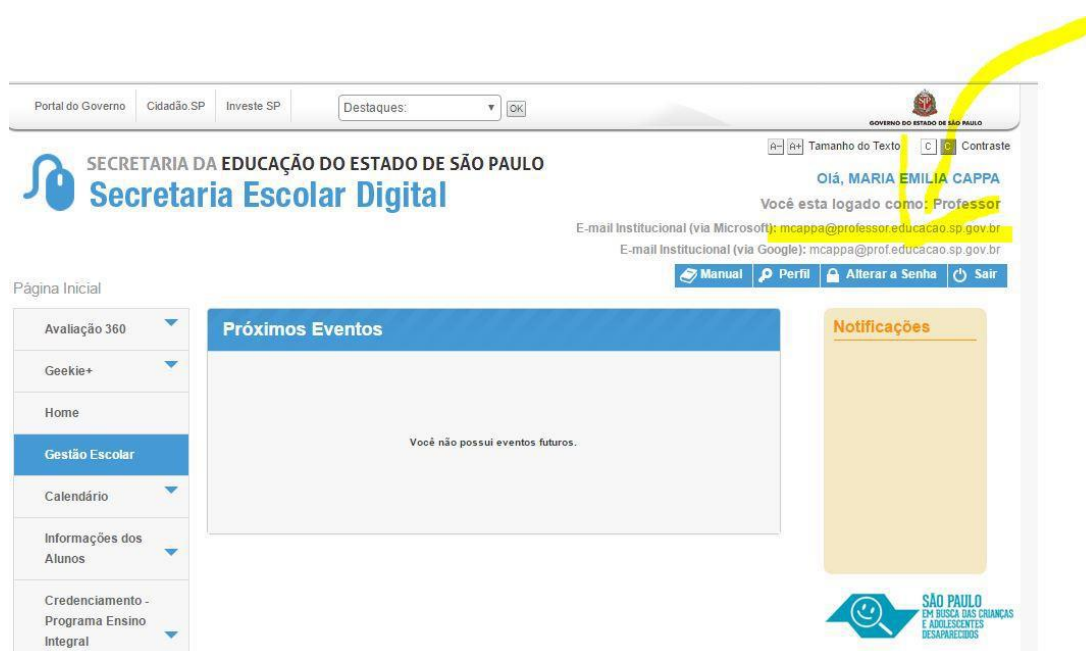 Portal do Governo Cidadão.SP Investe SP Destaques: OK
GOVERNO DO ESTADO DE SÃO PAULO
A- A+ Tamanho do Texto C C Contraste
SECRETARIA DA EDUCAÇÃO DO ESTADO DE SÃO PAULO
Secretaria Escolar Digital
Olá, MARIA EMILIA CAPPA
Você esta logado como: Professor
E-mail Institucional (via Microsoft): mcappa@professor.educacao.sp.gov.br
E-mail Institucional (via Google): mcappa@prof.educacao.sp.gov.br
Manual Perfil Alterar a Senha Sair
Página Inicial
Avaliação 360
Geekie+
Home
Gestão Escolar
Calendário
Informações dos
Alunos
Credenciamento -
Programa Ensino
Integral
Próximos Eventos
Você não possui eventos futuros.
Notificações
SÃO PAULO
EM BUSCA DAS CRIANÇAS
E ADOLESCENTES
DESAPARECIDOS